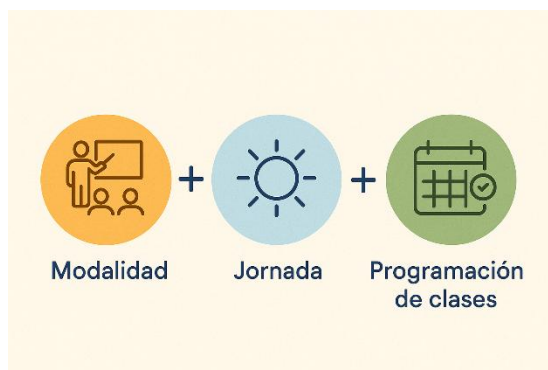 Modalidad
+
Jornada
+
Programación
de clases